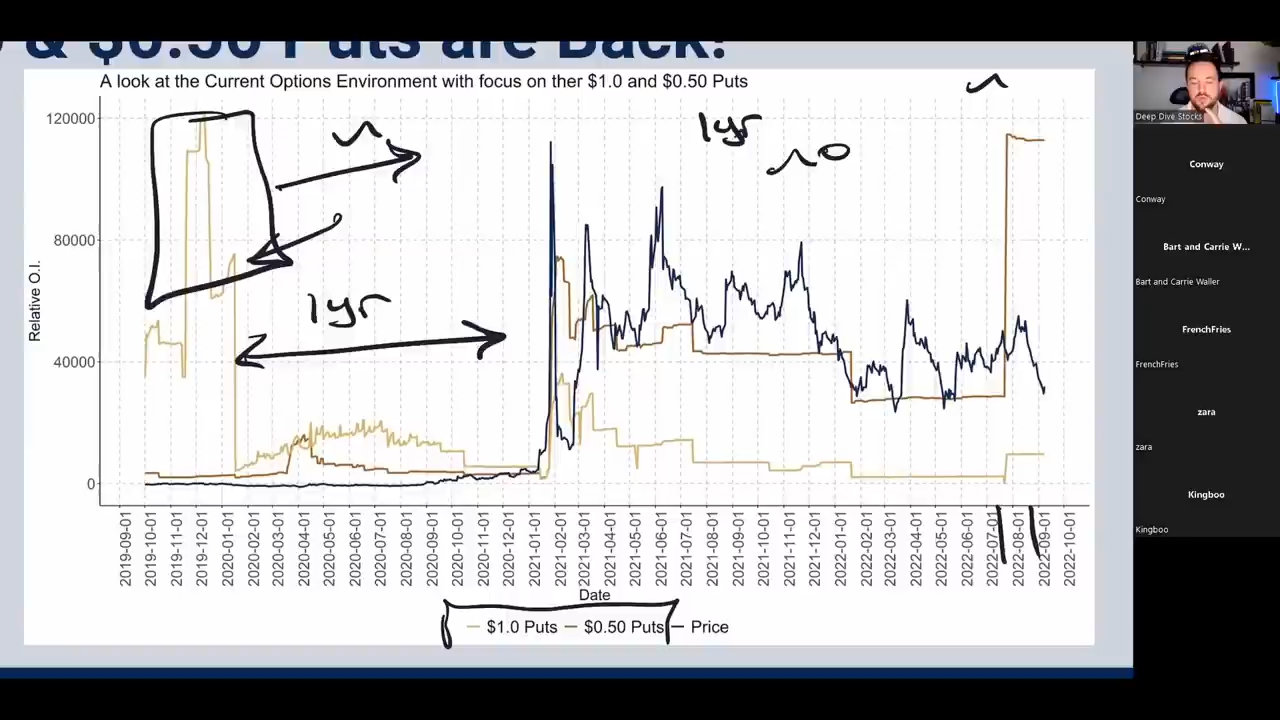 & $0.50 Puts are Back:
A look at the Current Options Environment with focus on ther $1.0 and $0.50 Puts
Deep Dive Stocks
120000
80000
40000
0
Relative O.I.
1yr
1yr
Conway
Conway
Bart and Carrie W...
Bart and Carrie Waller
FrenchFries
FrenchFries
zara
zara
Kingboo
Kingboo
2019-09-01
2019-10-01
2019-11-01
2019-12-01
2020-01-01
2020-02-01
2020-03-01
2020-04-01
2020-05-01
2020-06-01
2020-07-01
2020-08-01
2020-09-01
2020-10-01
2020-11-01
2020-12-01
2021-01-01
2021-02-01
2021-03-01
2021-04-01
2021-05-01
2021-06-01
2021-07-01
2021-08-01
2021-09-01
2021-10-01
2021-11-01
2021-12-01
2022-01-01
2022-02-01
2022-03-01
2022-04-01
2022-05-01
2022-06-01
2022-07-01
2022-08-01
2022-09-01
2022-10-01
Date
$1.0 Puts
$0.50 Puts
Price